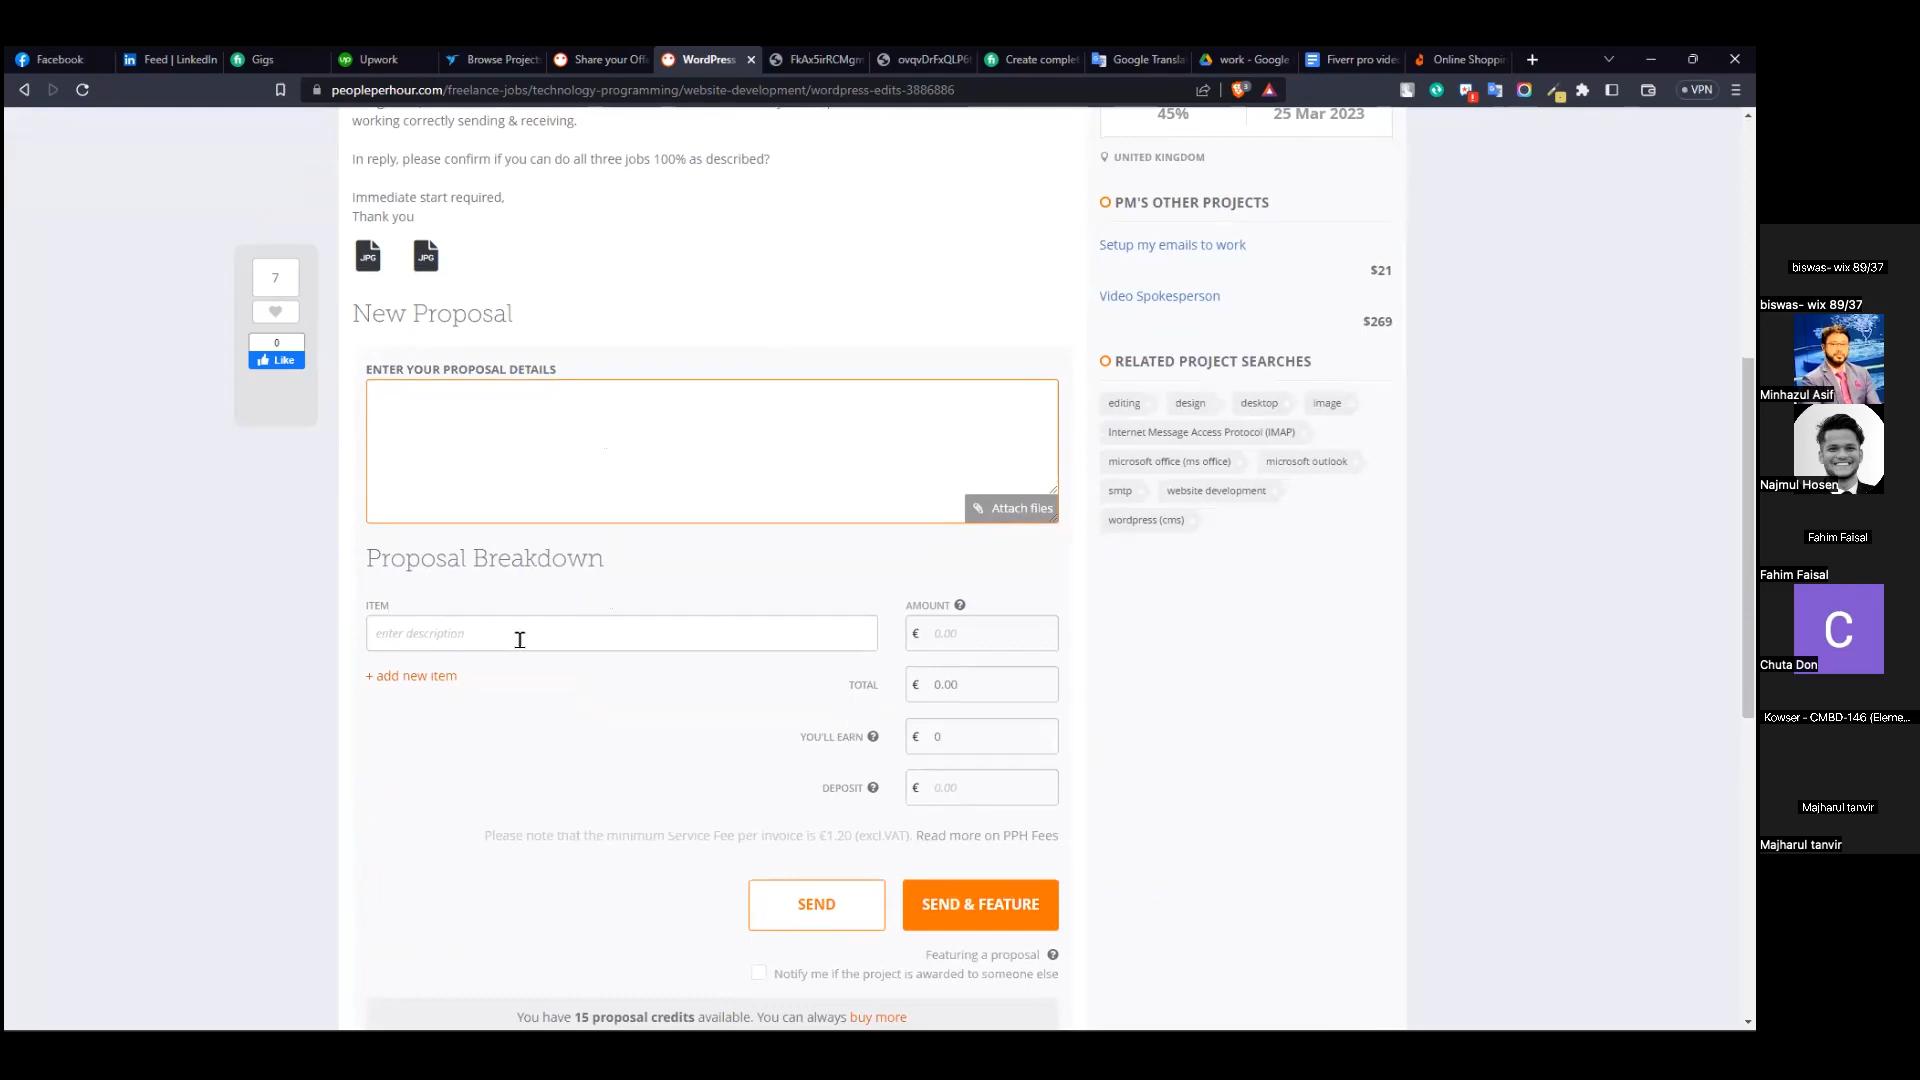 Facebook
Feed | LinkedIn
Gigs
Upwork
Browse Project
Share your Offe
WordPress
FkAx5irRCMgm
ovqvDrFxQLP6
Create complet
Google Transla
work - Google
Fiverr pro vide
Online Shoppin
peopleperhour.com/freelance-jobs/technology-programming/website-development/wordpress-edits-3886886
VPN
working correctly sending & receiving.
In reply, please confirm if you can do all three jobs 100% as described?
Immediate start required,
Thank you
JPG
JPG
7
0
Like
New Proposal
ENTER YOUR PROPOSAL DETAILS
Attach files
Proposal Breakdown
ITEM
AMOUNT
enter description
€ 0.00
+ add new item
TOTAL
€ 0.00
YOU'LL EARN
€ 0
DEPOSIT
€ 0.00
Please note that the minimum Service Fee per invoice is €1.20 (excl.VAT). Read more on PPH Fees
SEND
SEND & FEATURE
Featuring a proposal
Notify me if the project is awarded to someone else
You have 15 proposal credits available. You can always buy more
45%
25 Mar 2023
UNITED KINGDOM
PM'S OTHER PROJECTS
Setup my emails to work
$21
Video Spokesperson
$269
RELATED PROJECT SEARCHES
editing
design
desktop
image
Internet Message Access Protocol (IMAP)
microsoft office (ms office)
microsoft outlook
smtp
website development
wordpress (cms)
biswas- wix 89/37
biswas- wix 89/37
Minhazul Asif
Najmul Hosen
Fahim Faisal
Fahim Faisal
C
Chuta Don
Kowser - CMBD-146 (Eleme...
Majharul tanvir
Majharul tanvir